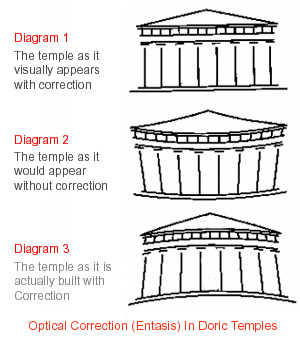 Diagram 1
The temple as it
visually appears
with correction
Diagram 2
The temple as it
would appear
without correction
Diagram 3
The temple as it is
actually built with
Correction
Optical Correction (Entasis) In Doric Temples